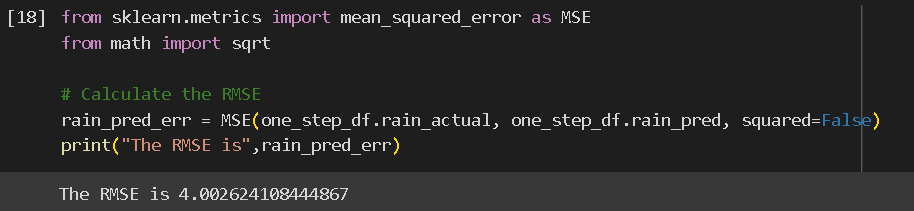 [18] from sklearn.metrics import mean_squared_error as MSE
from math import sqrt
# Calculate the RMSE
rain_pred_err = MSE(one_step_df.rain_actual, one_step_df.rain_pred, squared=False)
print("The RMSE is",rain_pred_err)
The RMSE is 4.002624108444867